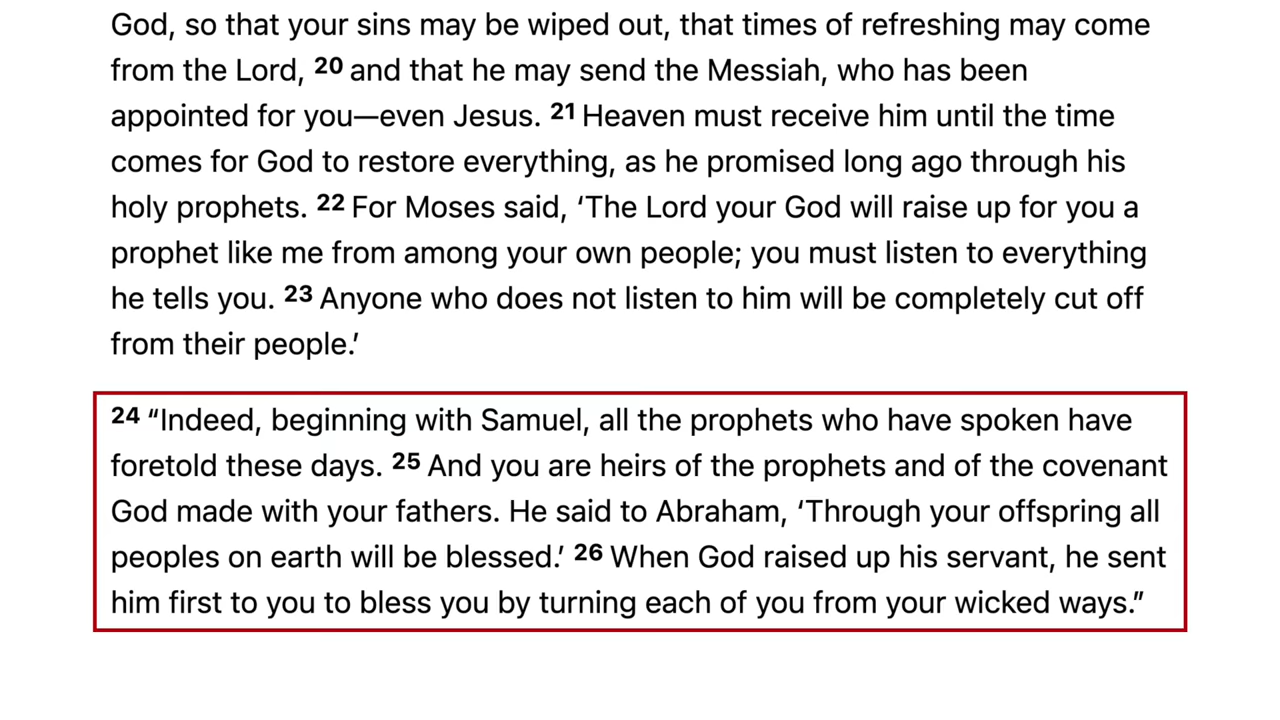 God, so that your sins may be wiped out, that times of refreshing may come
from the Lord, 20 and that he may send the Messiah, who has been
appointed for you—even Jesus. 21 Heaven must receive him until the time
comes for God to restore everything, as he promised long ago through his
holy prophets. 22 For Moses said, ‘The Lord your God will raise up for you a
prophet like me from among your own people; you must listen to everything
he tells you. 23 Anyone who does not listen to him will be completely cut off
from their people.’
24 “Indeed, beginning with Samuel, all the prophets who have spoken have
foretold these days. 25 And you are heirs of the prophets and of the covenant
God made with your fathers. He said to Abraham, ‘Through your offspring all
peoples on earth will be blessed.’ 26 When God raised up his servant, he sent
him first to you to bless you by turning each of you from your wicked ways.”